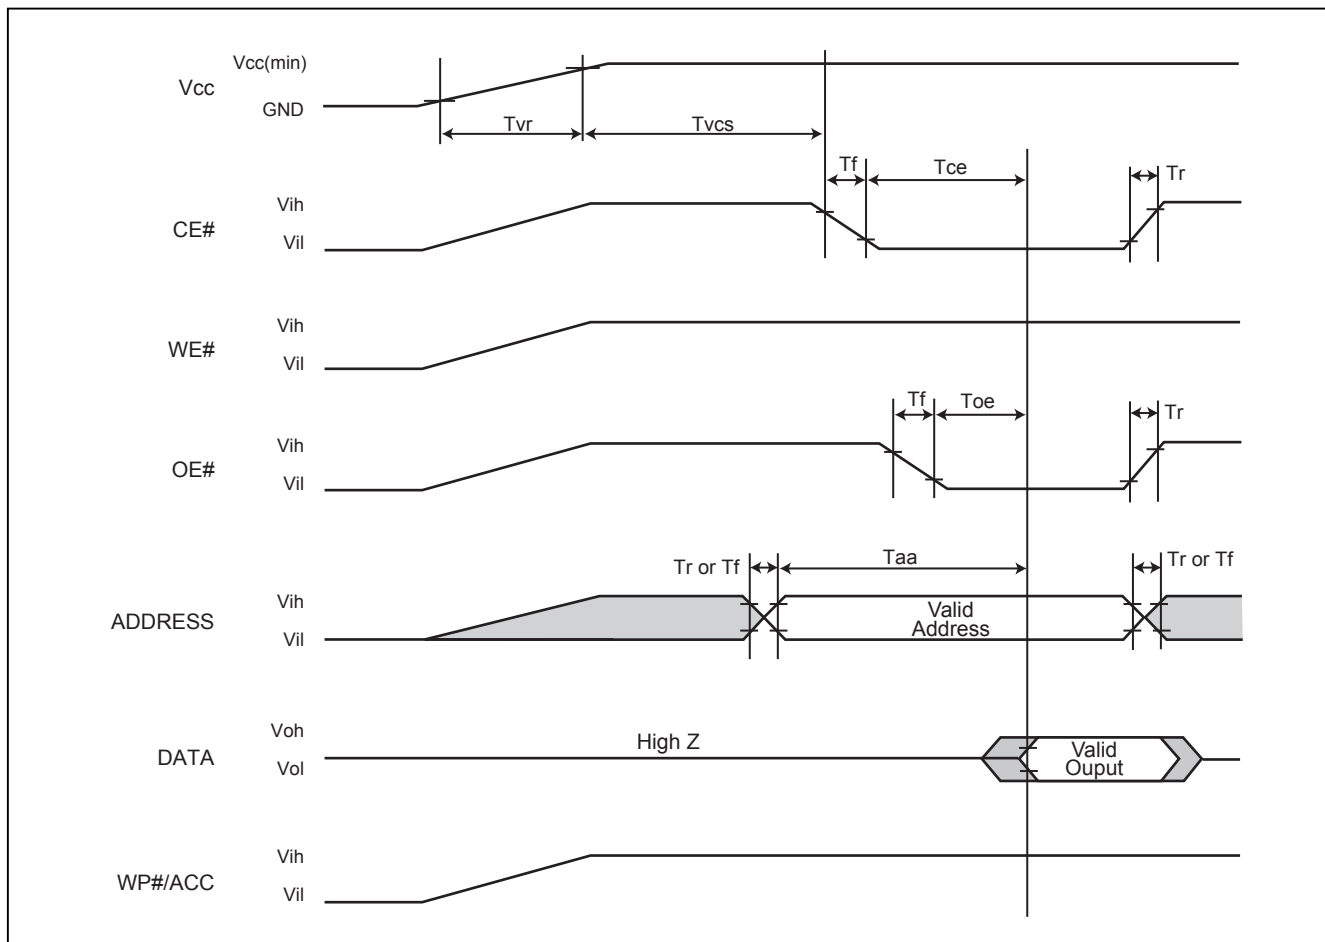 Vcc(min)
Vcc
GND
Tvr
Tvcs
Tf
Tce
Tr
Vih
CE#
Vil
Vih
WE#
Vil
Tf
Toe
Tr
Vih
OE#
Vil
Tr or Tf
Taa
Tr or Tf
Vih
ADDRESS
Vil
Valid
Address
Voh
DATA
Vol
High Z
Valid
Ouput
Vih
WP#/ACC
Vil